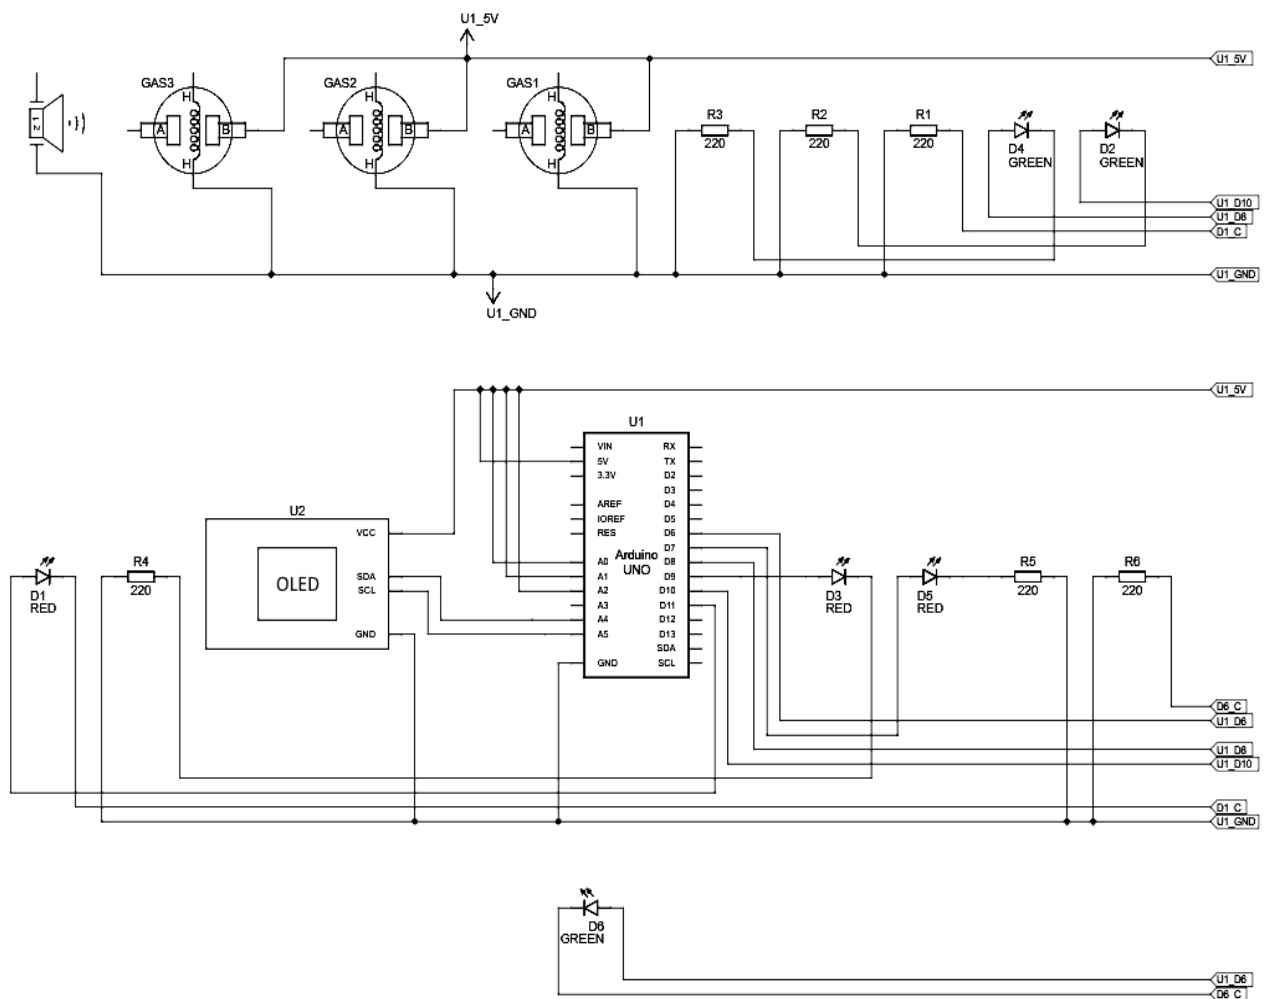 U1_5V
U1_5V
GAS3
GAS2
GAS1
H
H
H
A
B
A
B
A
B
H
H
H
1 2
R3
220
R2
220
R1
220
D4
GREEN
D2
GREEN
U1_D10
U1_D8
D1_C
U1_GND
U1_GND
U1_5V
U1
VIN
5V
3.3V
AREF
IOREF
RES
A0
A1
A2
A3
A4
A5
GND
Arduino
UNO
RX
TX
D2
D3
D4
D5
D6
D7
D8
D9
D10
D11
D12
D13
SDA
SCL
U2
OLED
VCC
SDA
SCL
GND
D1
RED
R4
220
D3
RED
D5
RED
R5
220
R6
220
D6_C
U1_D6
U1_D8
U1_D10
D1_C
U1_GND
D6
GREEN
U1_D6
D6_C